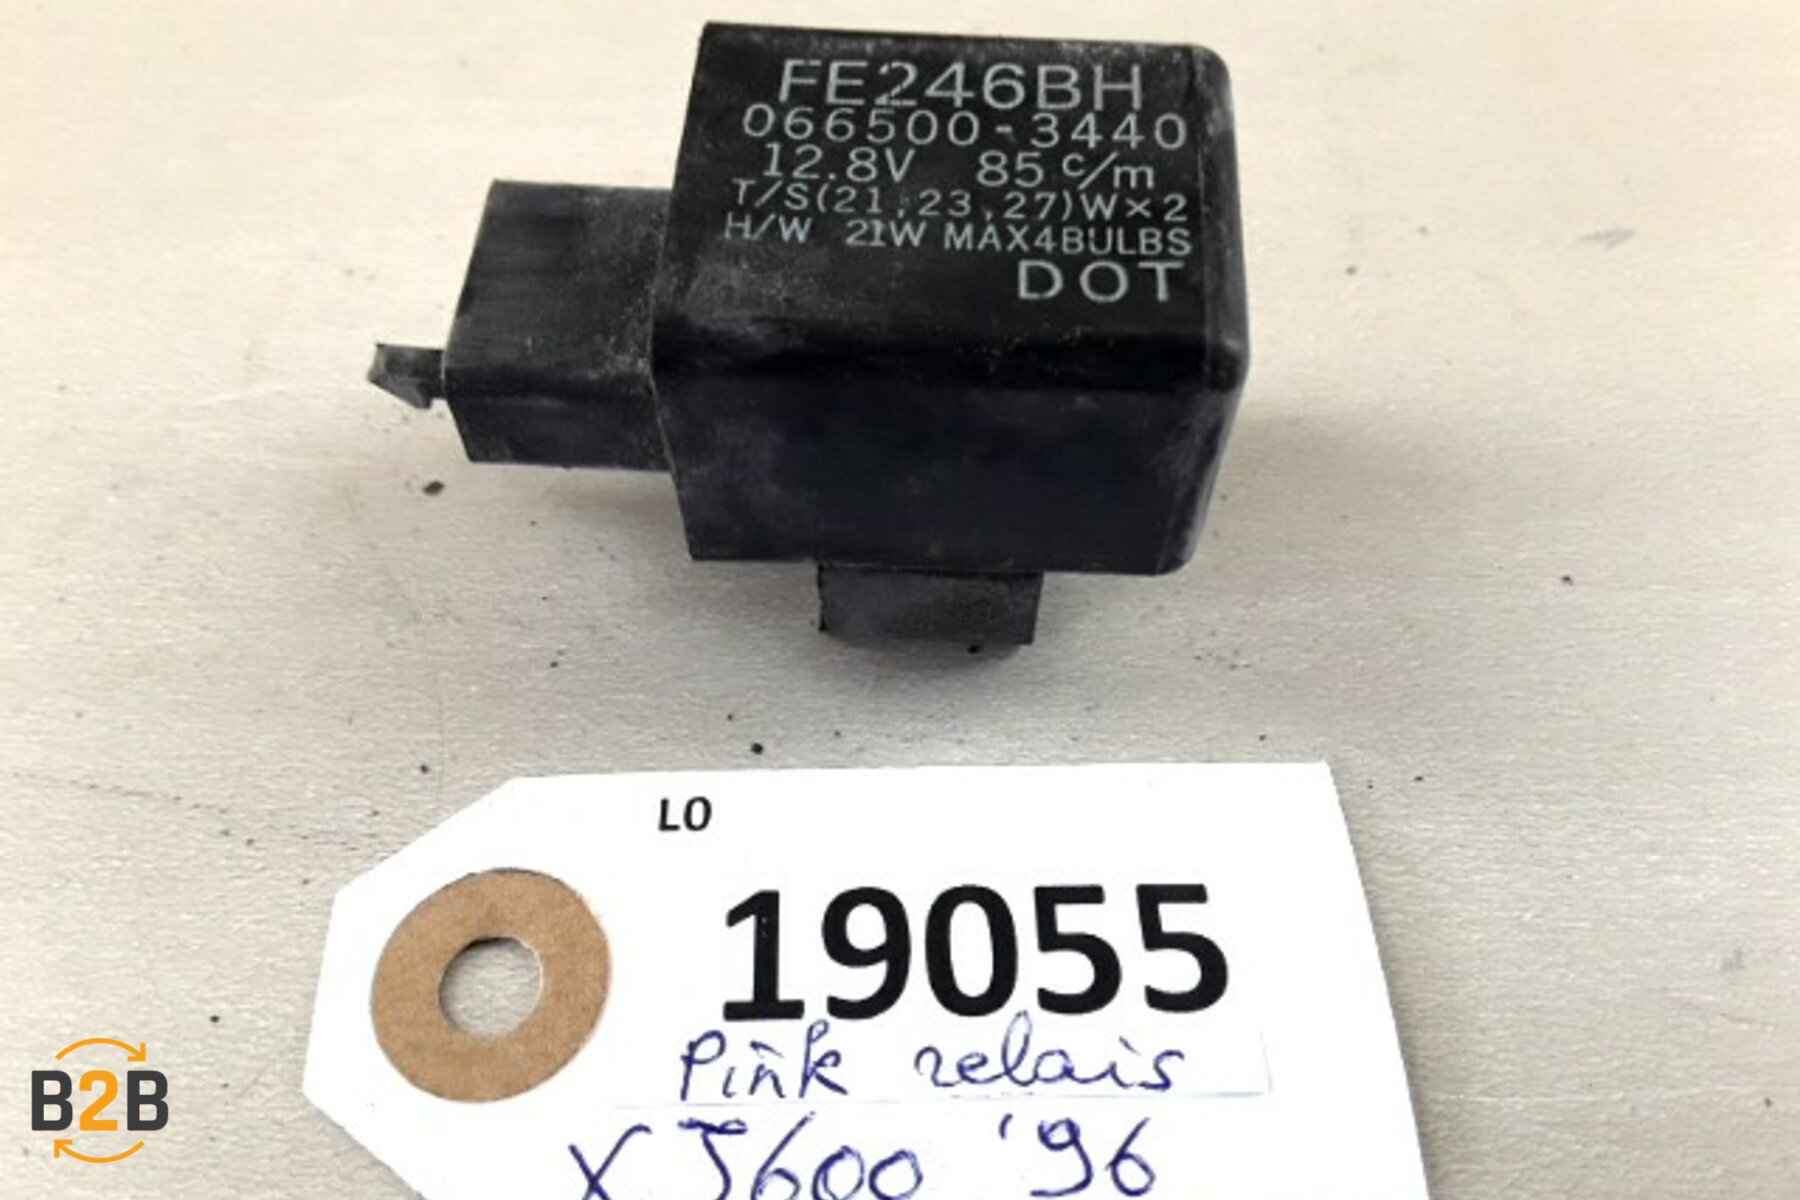 FE246BH
066500-3440
12.8V 85 c/m
T/S(21,23,27)W×2
H/W 21W MAX4BULBS
DOT
LO
19055
Pink relais
XJ600 '96
B2B